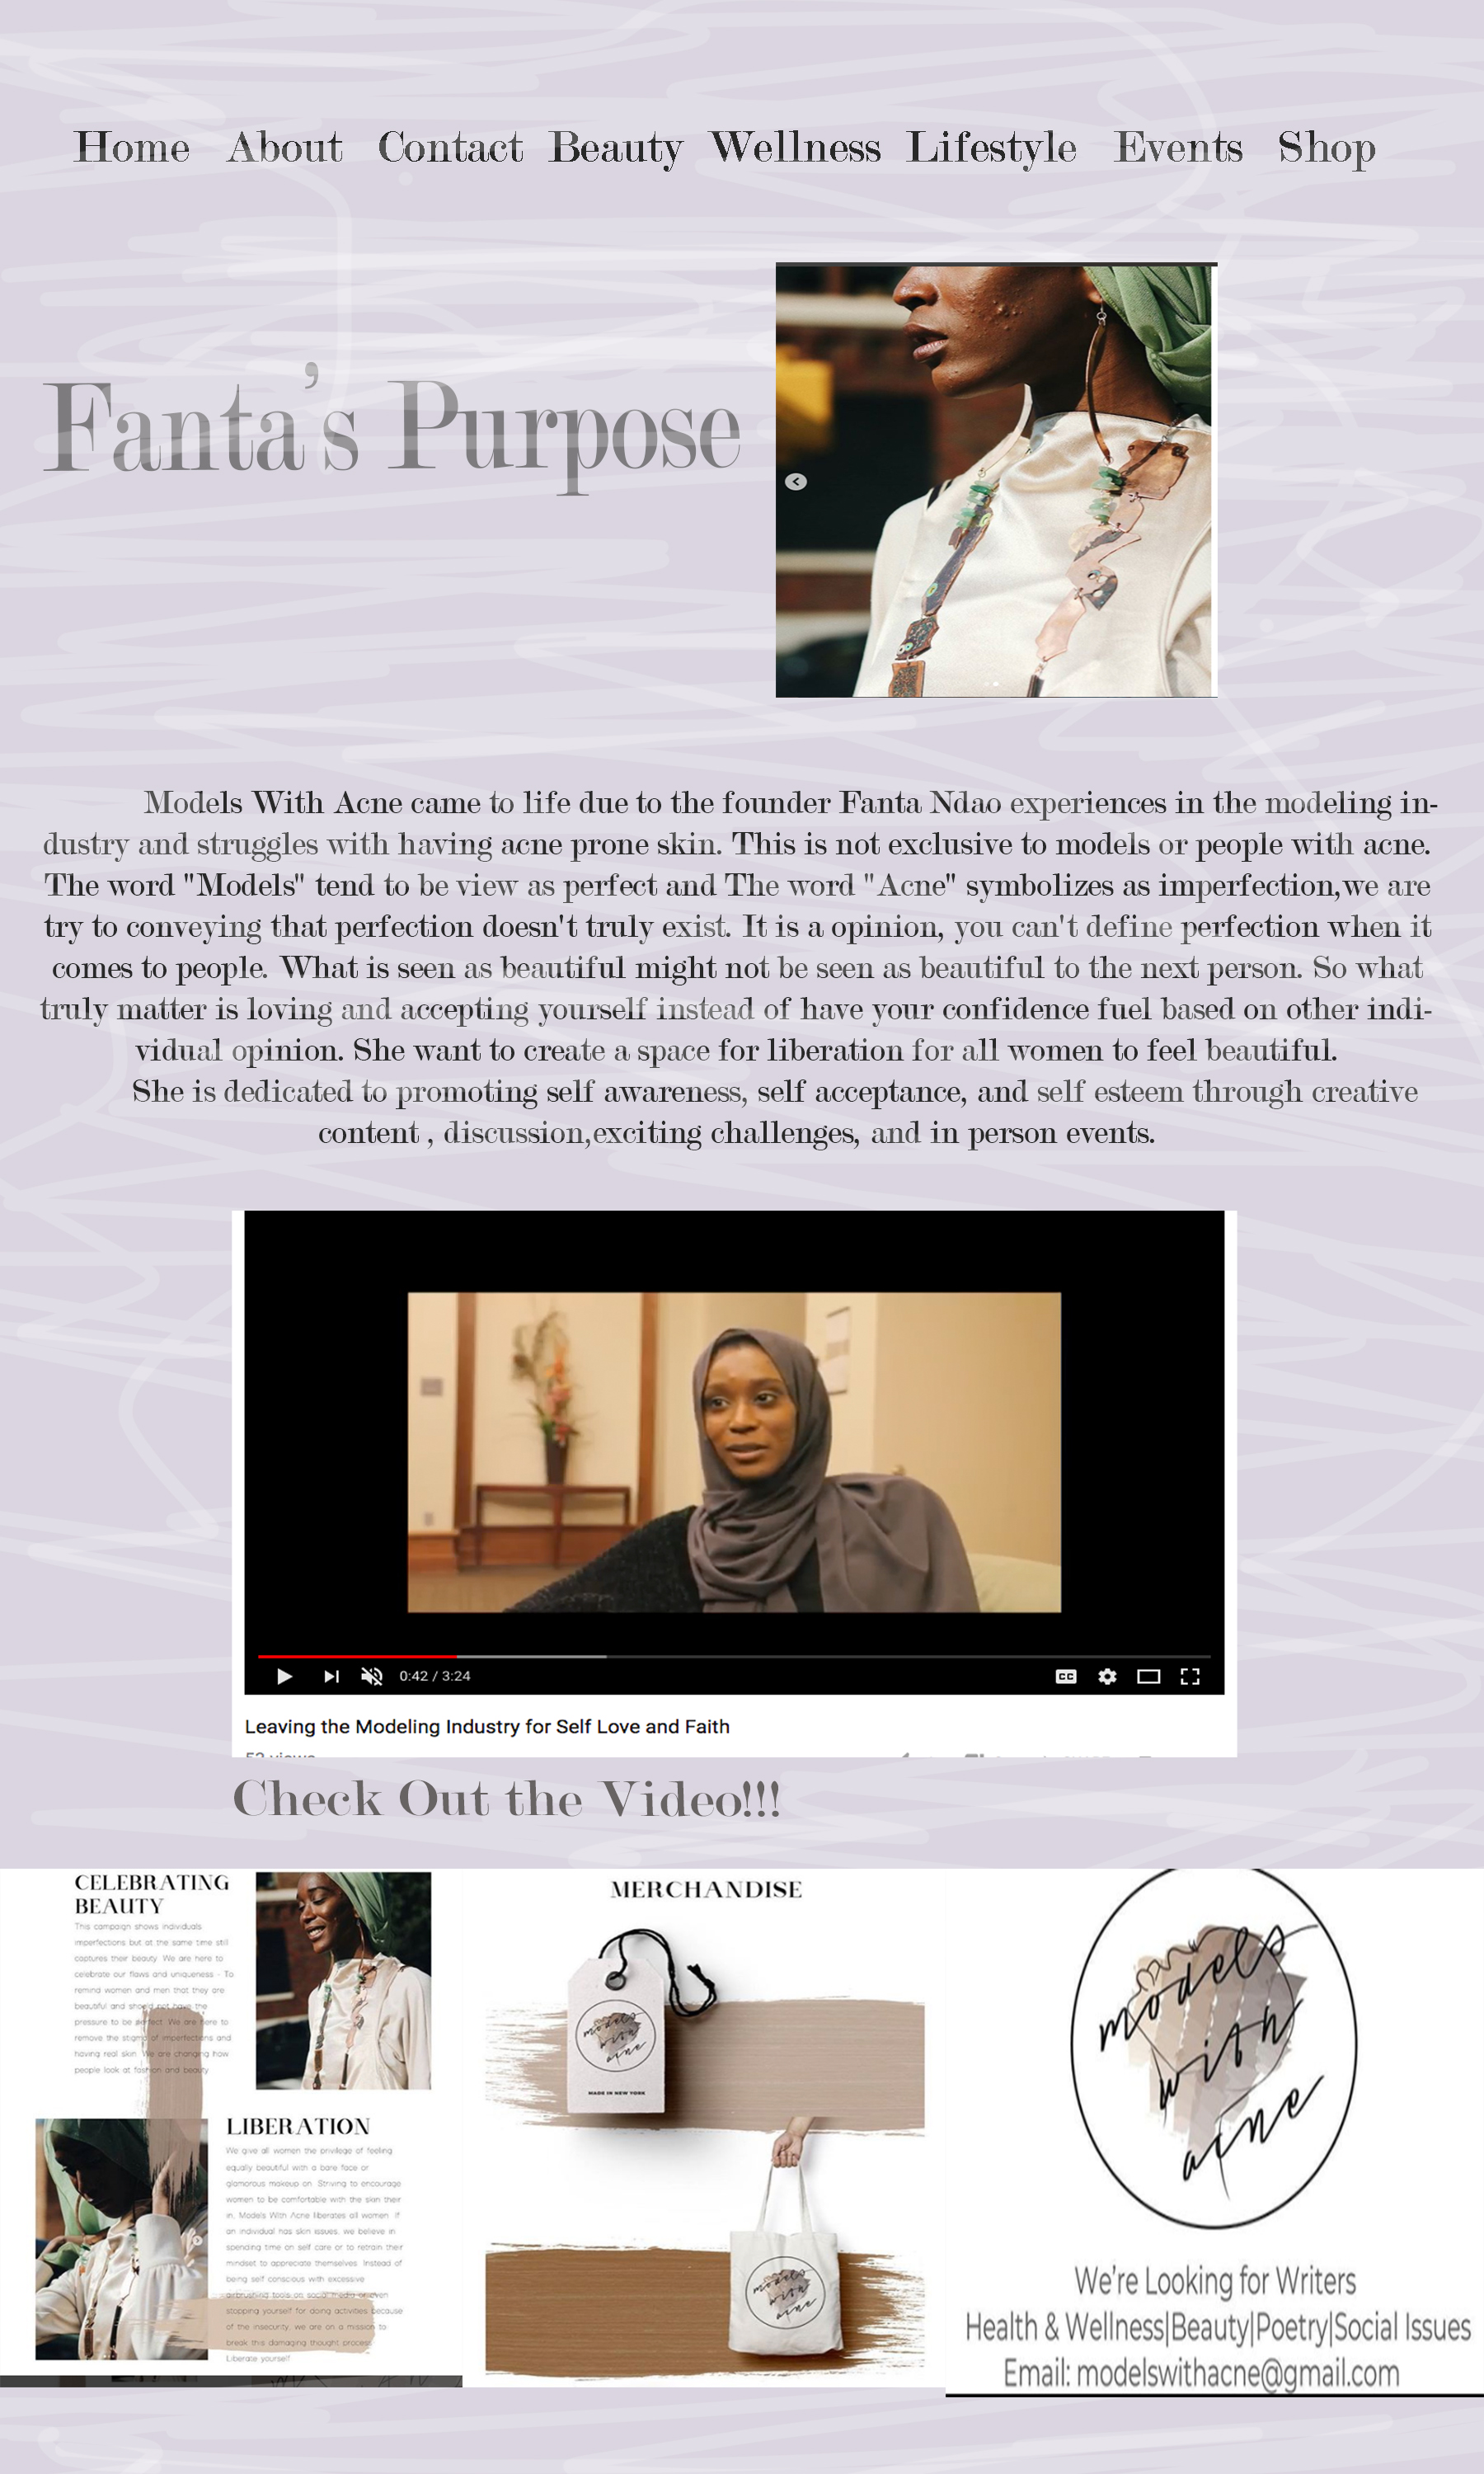 Home About Contact Beauty Wellness Lifestyle Events Shop
Fanta's Purpose
Models With Acne came to life due to the founder Fanta Ndao experiences in the modeling in-
dustry and struggles with having acne prone skin. This is not exclusive to models or people with acne.
The word "Models" tend to be view as perfect and The word "Acne" symbolizes as imperfection,we are
try to conveying that perfection doesn't truly exist. It is a opinion, you can't define perfection when it
comes to people. What is seen as beautiful might not be seen as beautiful to the next person. So what
truly matter is loving and accepting yourself instead of have your confidence fuel based on other indi-
vidual opinion. She want to create a space for liberation for all women to feel beautiful.
She is dedicated to promoting self awareness, self acceptance, and self esteem through creative
content , discussion,exciting challenges, and in person events.
0:42 / 3:24
CC
Leaving the Modeling Industry for Self Love and Faith
52 views
Check Out the Video!!!
CELEBRATING
BEAUTY
This campaign shows individuals
imperfections but at the same time still
captures their beauty. We are here to
celebrate our flaws and uniqueness - To
remind women and men that they are
beautiful and should not have the
pressure to be perfect. We are here to
remove the stigma of imperfections and
having real skin. We are changing how
people look at fashion and beauty
LIBERATION
We give all women the privilege of feeling
equally beautiful with a bare face or
glamorous makeup on. Striving to encourage
women to be comfortable with the skin their
in, Models With Acne liberates all women. If
an individual has skin issues, we believe in
spending time on self care or to retrain their
mindset to appreciate themselves. Instead of
being self conscious with excessive
airbrushing tools on social media or even
stopping yourself for doing activities because
of the insecurity, we are on a mission to
break this damaging thought process.
Liberate yourself
MERCHANDISE
models
with
acne
MADE IN NEW YORK
models
with
acne
models
with
acne
We're Looking for Writers
Health & Wellness|Beauty|Poetry|Social Issues
Email: modelswithacne@gmail.com